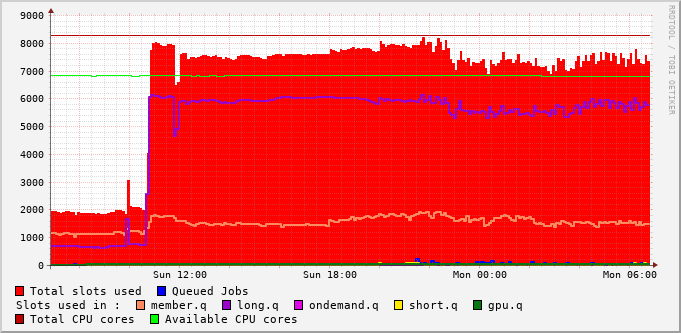 9000
8000
7000
6000
5000
4000
3000
2000
1000
0
Sun 12:00 Sun 18:00 Mon 00:00 Mon 06:00
Total slots used Queued Jobs
Slots used in : member.q long.q ondemand.q short.q gpu.q
Total CPU cores Available CPU cores
RRDTOOL / TOBI OETIKER